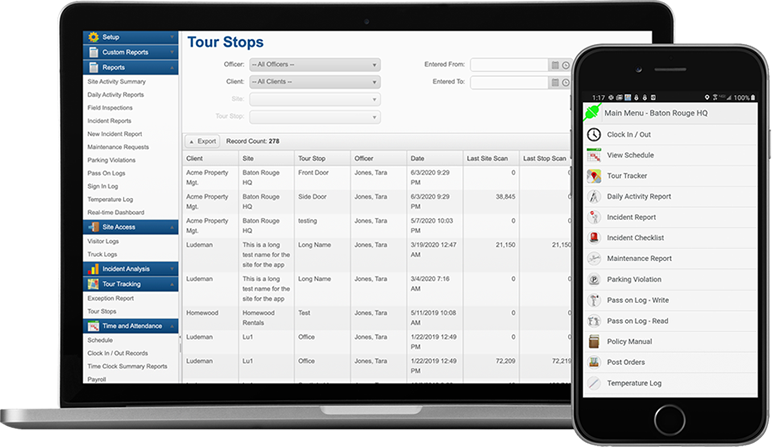 Setup
Custom Reports
Reports
Site Activity Summary
Daily Activity Reports
Field Inspections
Incident Reports
New Incident Report
Maintenance Requests
Parking Violations
Pass On Logs
Sign In Log
Temperature Log
Real-time Dashboard
Site Access
Visitor Logs
Truck Logs
Incident Analysis
Tour Tracking
Exception Report
Tour Stops
Time and Attendance
Schedule
Clock In / Out Records
Time Clock Summary Reports
Payroll
Tour Stops
Officer: -- All Officers -- Entered From:
Client: -- All Clients -- Entered To:
Site:
Tour Stop:
Export Record Count: 278
Client Site Tour Stop Officer Date Last Site Scan Last Stop Scan
Acme Property Baton Rouge Front Door Jones, Tara 6/3/2020 9:29 0 0
Mgt. HQ PM
Acme Property Baton Rouge Side Door Jones, Tara 6/3/2020 9:29 38,845
Mgt. HQ PM
Acme Property Baton Rouge testing Jones, Tara 5/7/2020 10:03 0 0
Mgt. HQ PM
Ludeman This is a long Long Name Jones, Tara 3/19/2020 12:47 21,150 21,150
test name for the AM
site for the app
Ludeman This is a long Long Name Jones, Tara 3/4/2020 7:16 0 0
test name for the AM
site for the app
Homewood Homewood Test Jones, Tara 5/11/2019 10:08 0 0
Rentals AM
Ludeman Lu1 Office Jones, Tara 1/22/2019 12:49 0 0
PM
Ludeman Lu1 Office Jones, Tara 1/22/2019 12:49 72,209 72,219
PM
1:17 100%
Main Menu - Baton Rouge HQ
Clock In / Out
View Schedule
Tour Tracker
Daily Activity Report
Incident Report
Incident Checklist
Maintenance Report
Parking Violation
Pass on Log - Write
Pass on Log - Read
Policy Manual
Post Orders
Temperature Log